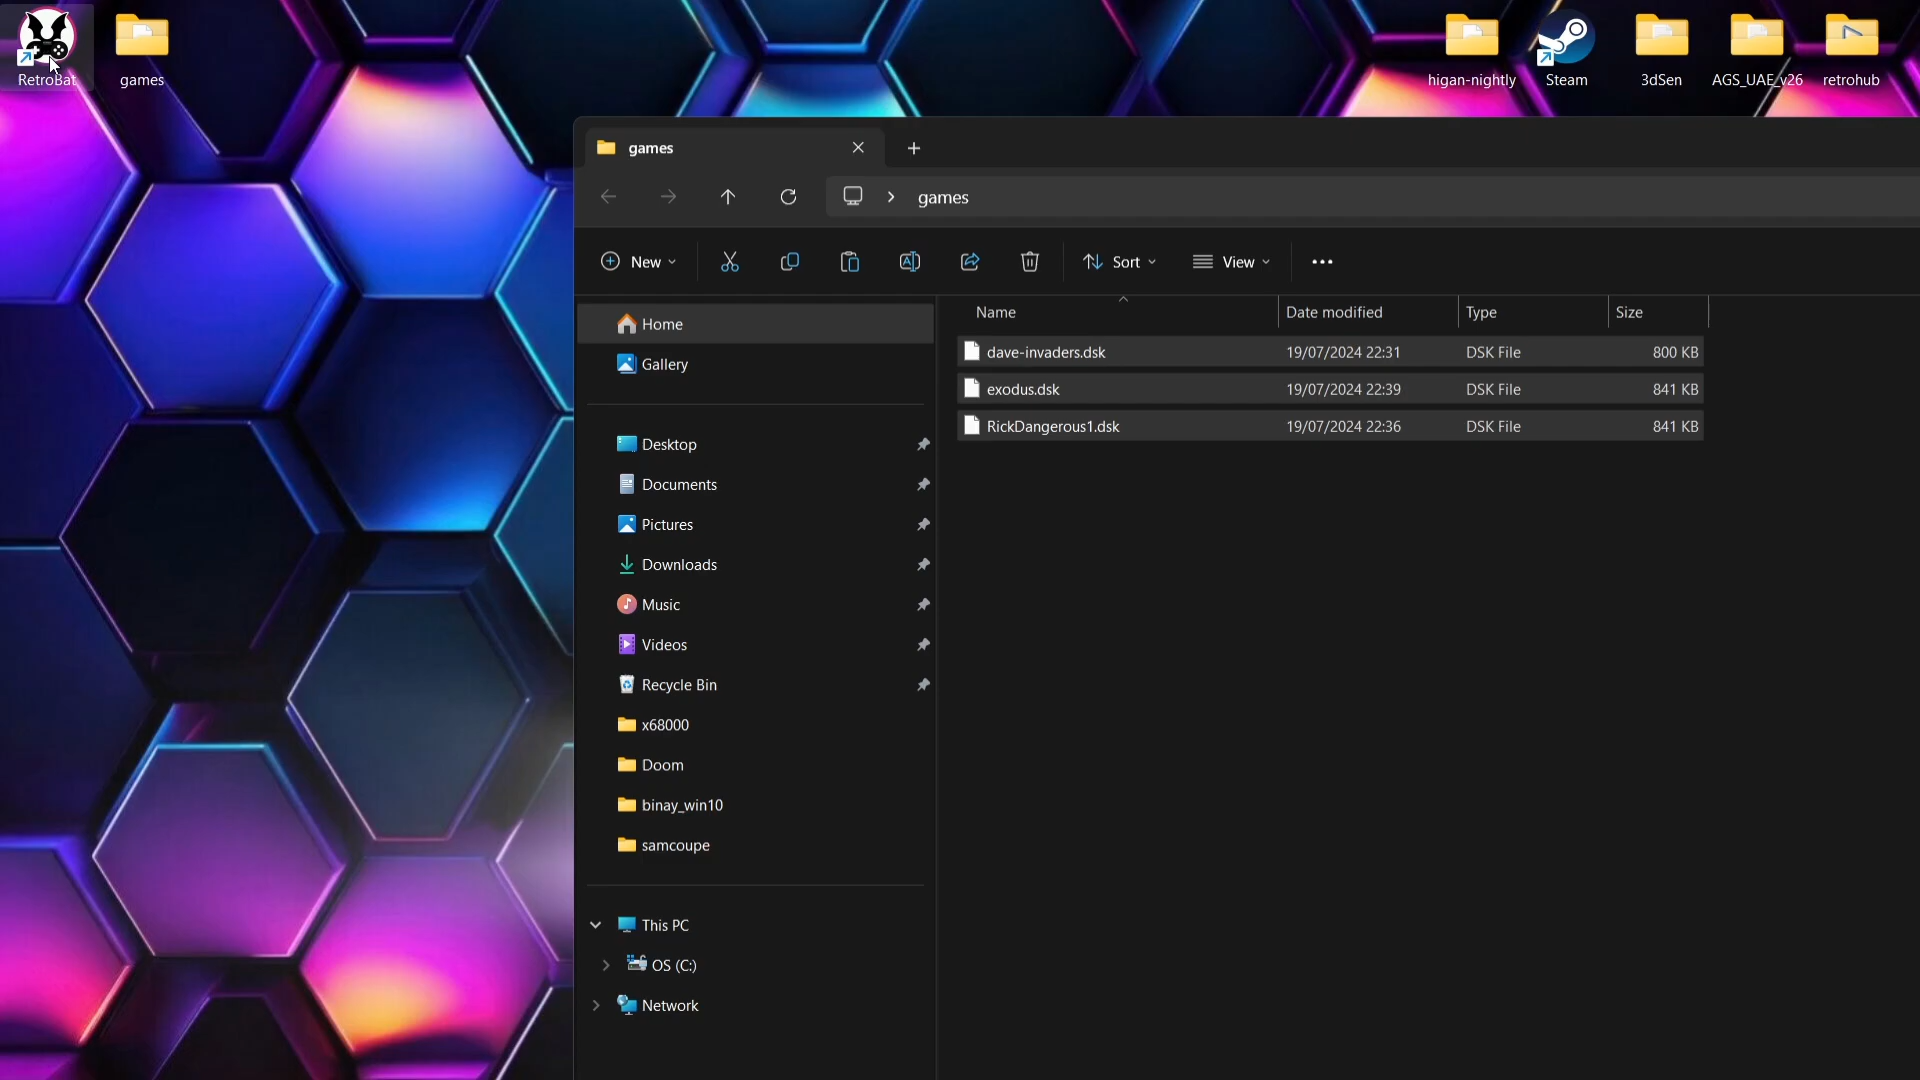 RetroBat
games
higan-nightly
Steam
3dSen
AGS_UAE_v26
retrohub
games
games
New
Sort
View
Name
Date modified
Type
Size
Home
Gallery
dave-invaders.dsk 19/07/2024 22:31 DSK File 800 KB
exodus.dsk 19/07/2024 22:39 DSK File 841 KB
RickDangerous1.dsk 19/07/2024 22:36 DSK File 841 KB
Desktop
Documents
Pictures
Downloads
Music
Videos
Recycle Bin
x68000
Doom
binay_win10
samcoupe
This PC
OS (C:)
Network